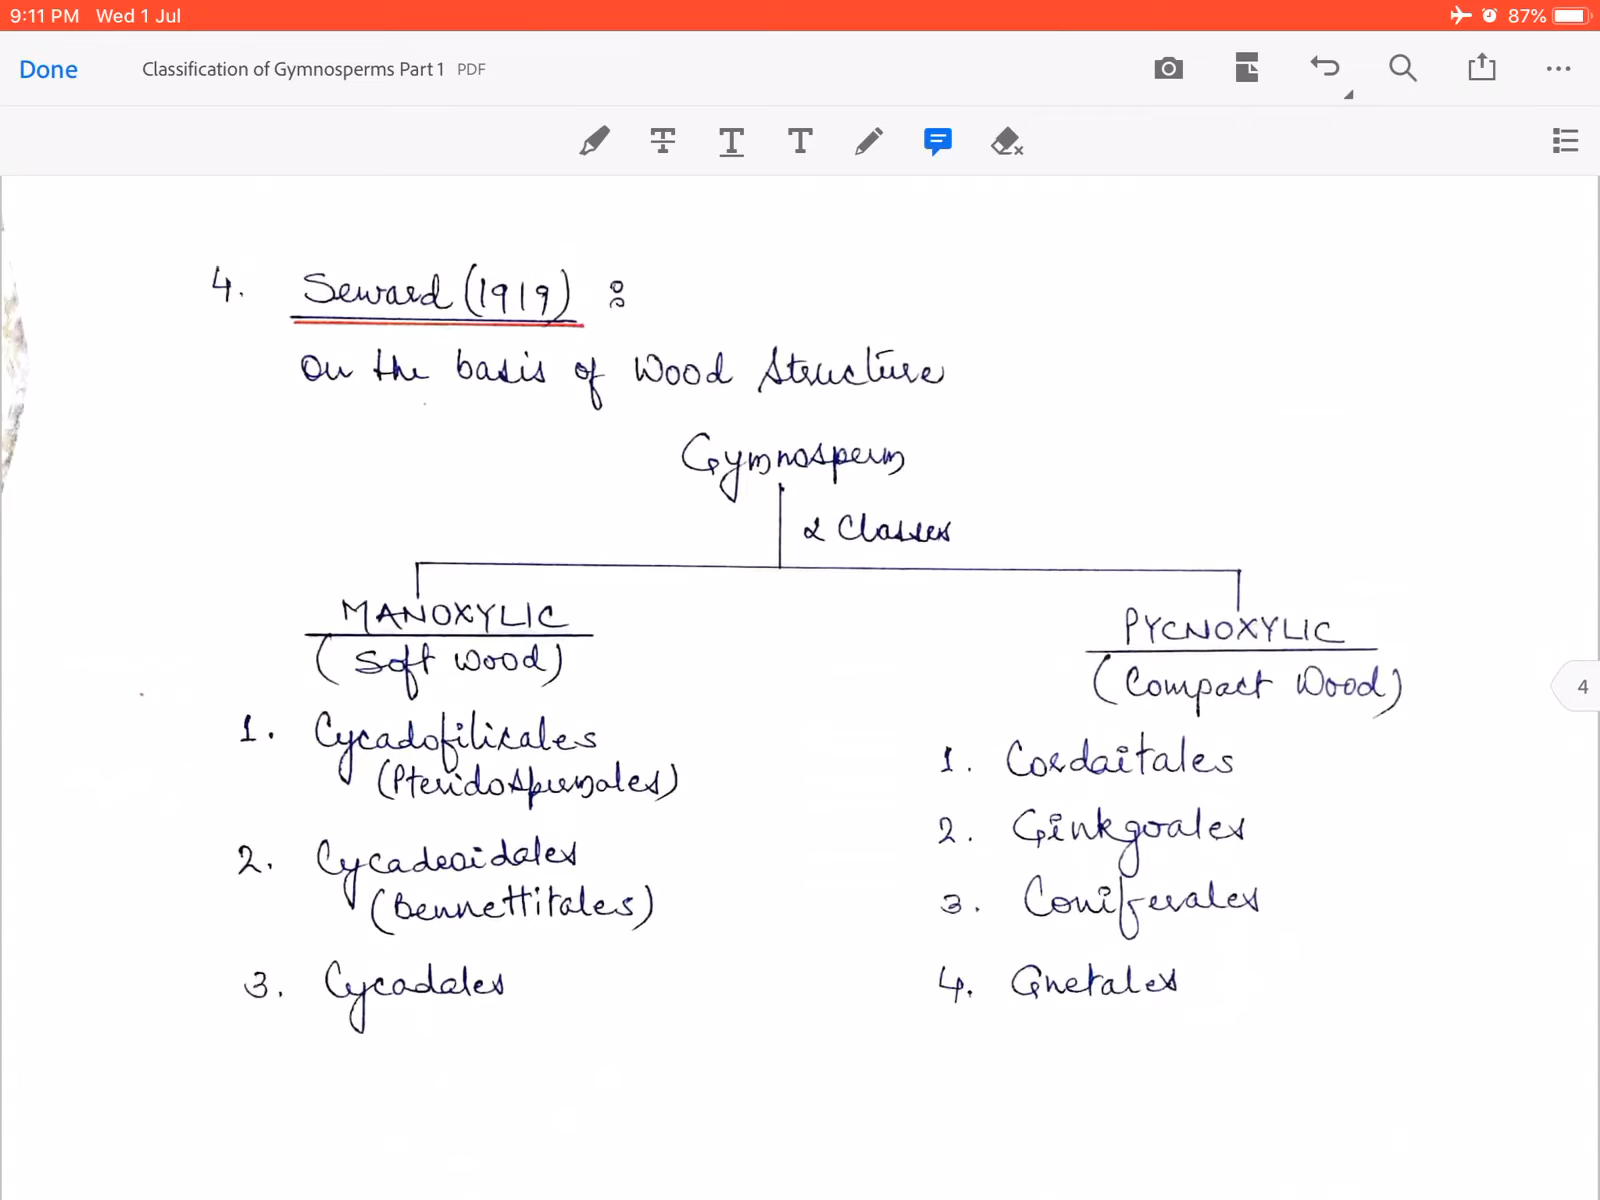 9:11 PM Wed 1 Jul 87%
Done Classification of Gymnosperms Part 1 PDF
4. Seward (1919) :
On the basis of Wood Structure
Gymnosperm
2 Classes
MANOXYLIC
(Soft Wood)
1. Cycadofilicales
(Pteridospermales)
2. Cycadeoidales
(Bennettitales)
3. Cycadales
PYCNOXYLIC
(Compact Wood)
1. Cordaitales
2. Ginkgoales
3. Coniferales
4. Gnetales
4